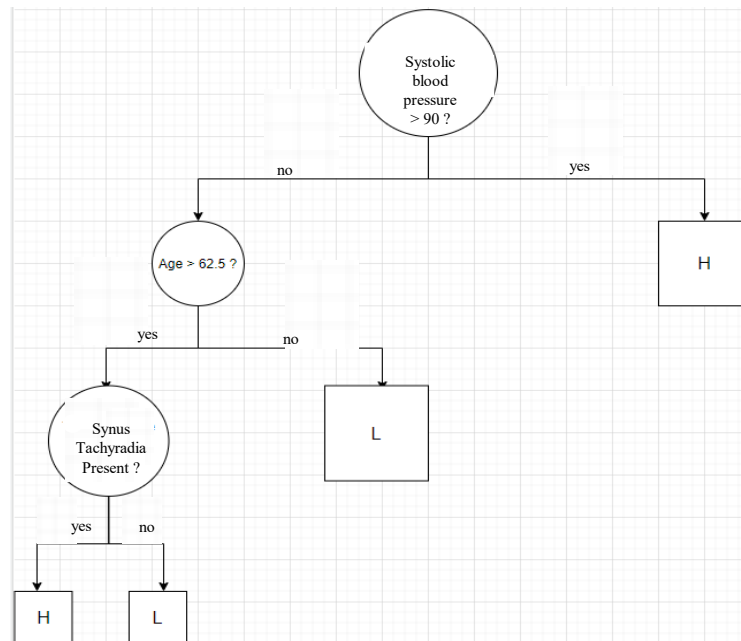 Systolic
blood
pressure
> 90 ?
no
yes
Age > 62.5 ?
H
yes
no
Synus
Tachyradia
Present ?
L
yes
no
H
L